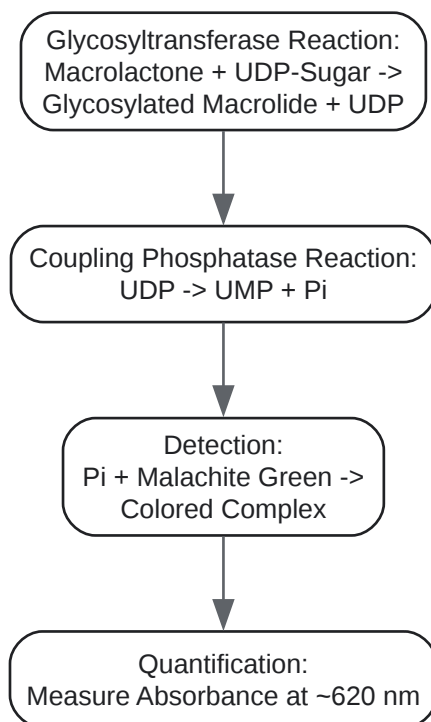 Glycosyltransferase Reaction:
Macrolactone + UDP-Sugar ->
Glycosylated Macrolide + UDP
Coupling Phosphatase Reaction:
UDP -> UMP + Pi
Detection:
Pi + Malachite Green ->
Colored Complex
Quantification:
Measure Absorbance at ~620 nm